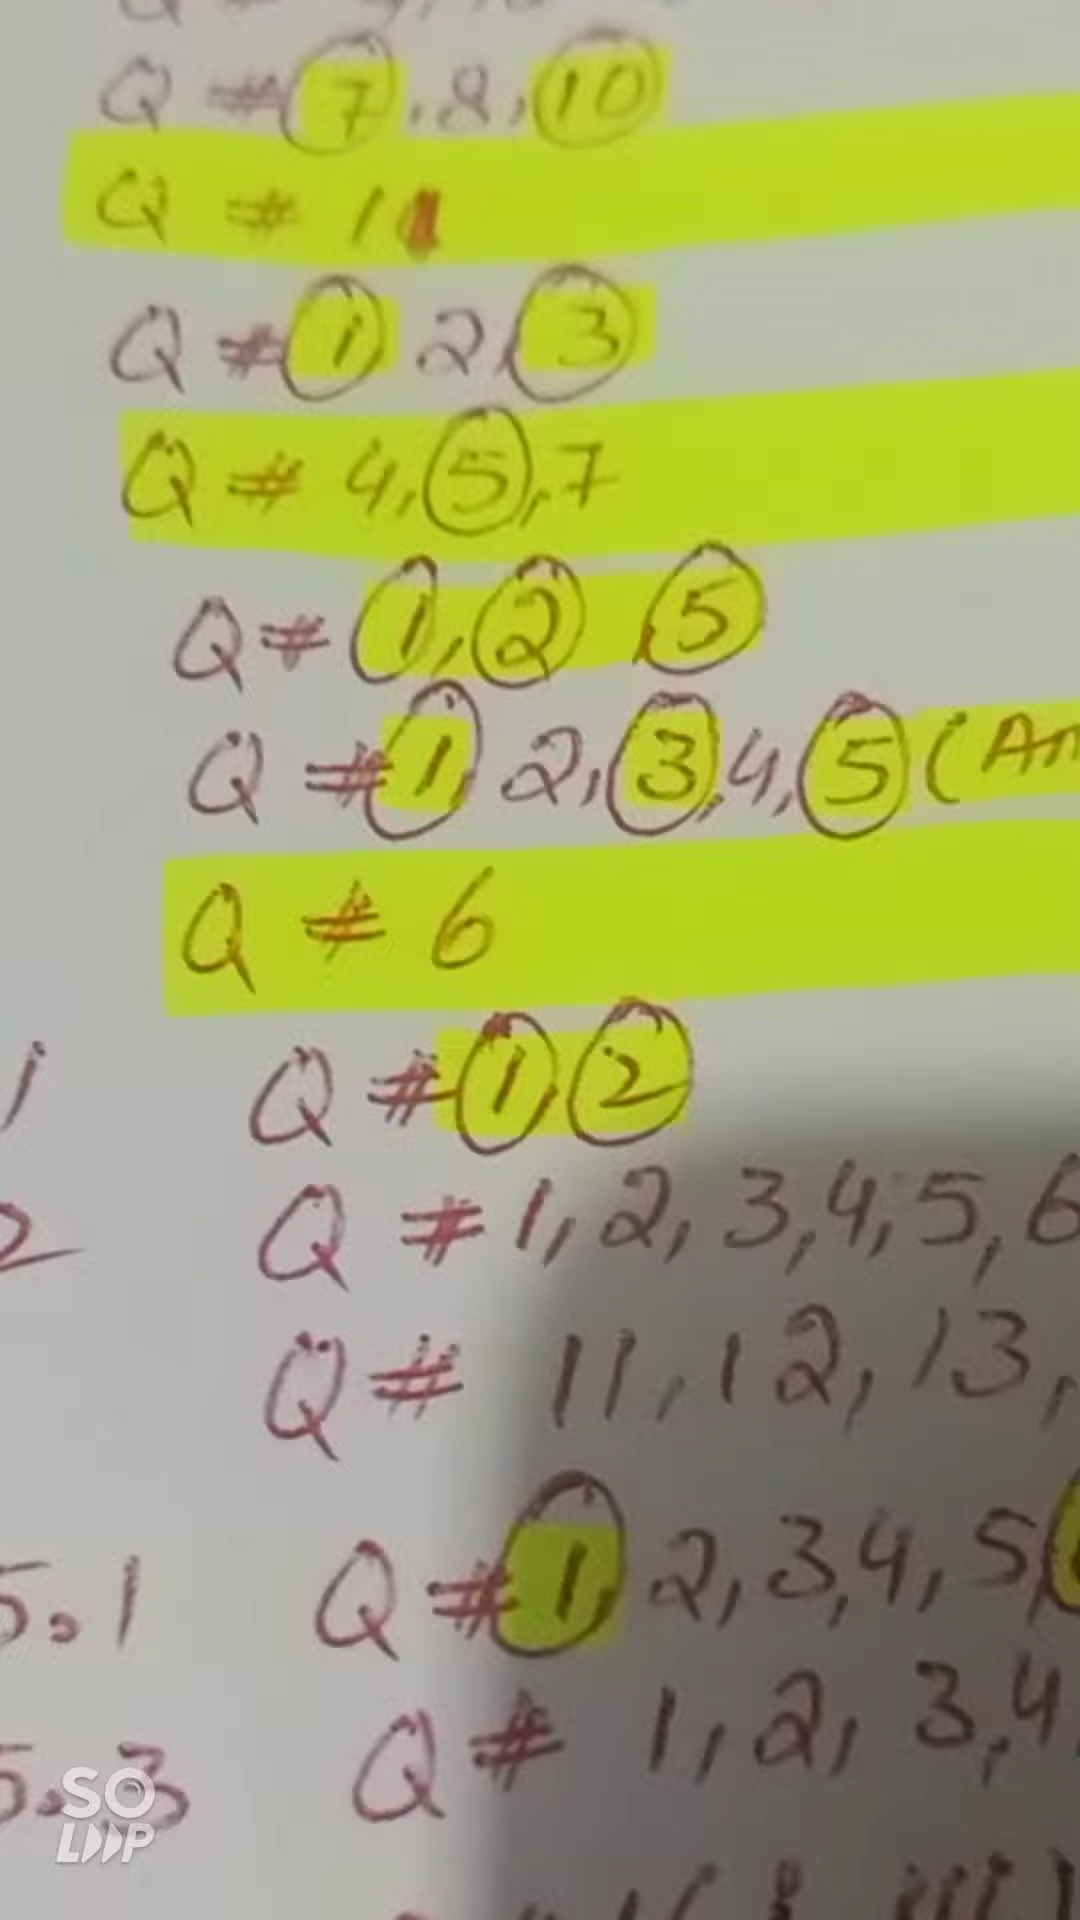 Q # 7, 8, 10
Q # 11
Q # 1 2, 3
Q # 4, 5, 7
Q # 1, 2, 5
Q # 1, 2, 3, 4, 5 (An
Q # 6
1 Q # 1, 2
2 Q # 1, 2, 3, 4, 5, 6
Q # 11, 12, 13,
5.1 Q # 1, 2, 3, 4, 5,
5.3 Q # 1, 2, 3, 4
SO
LOOP